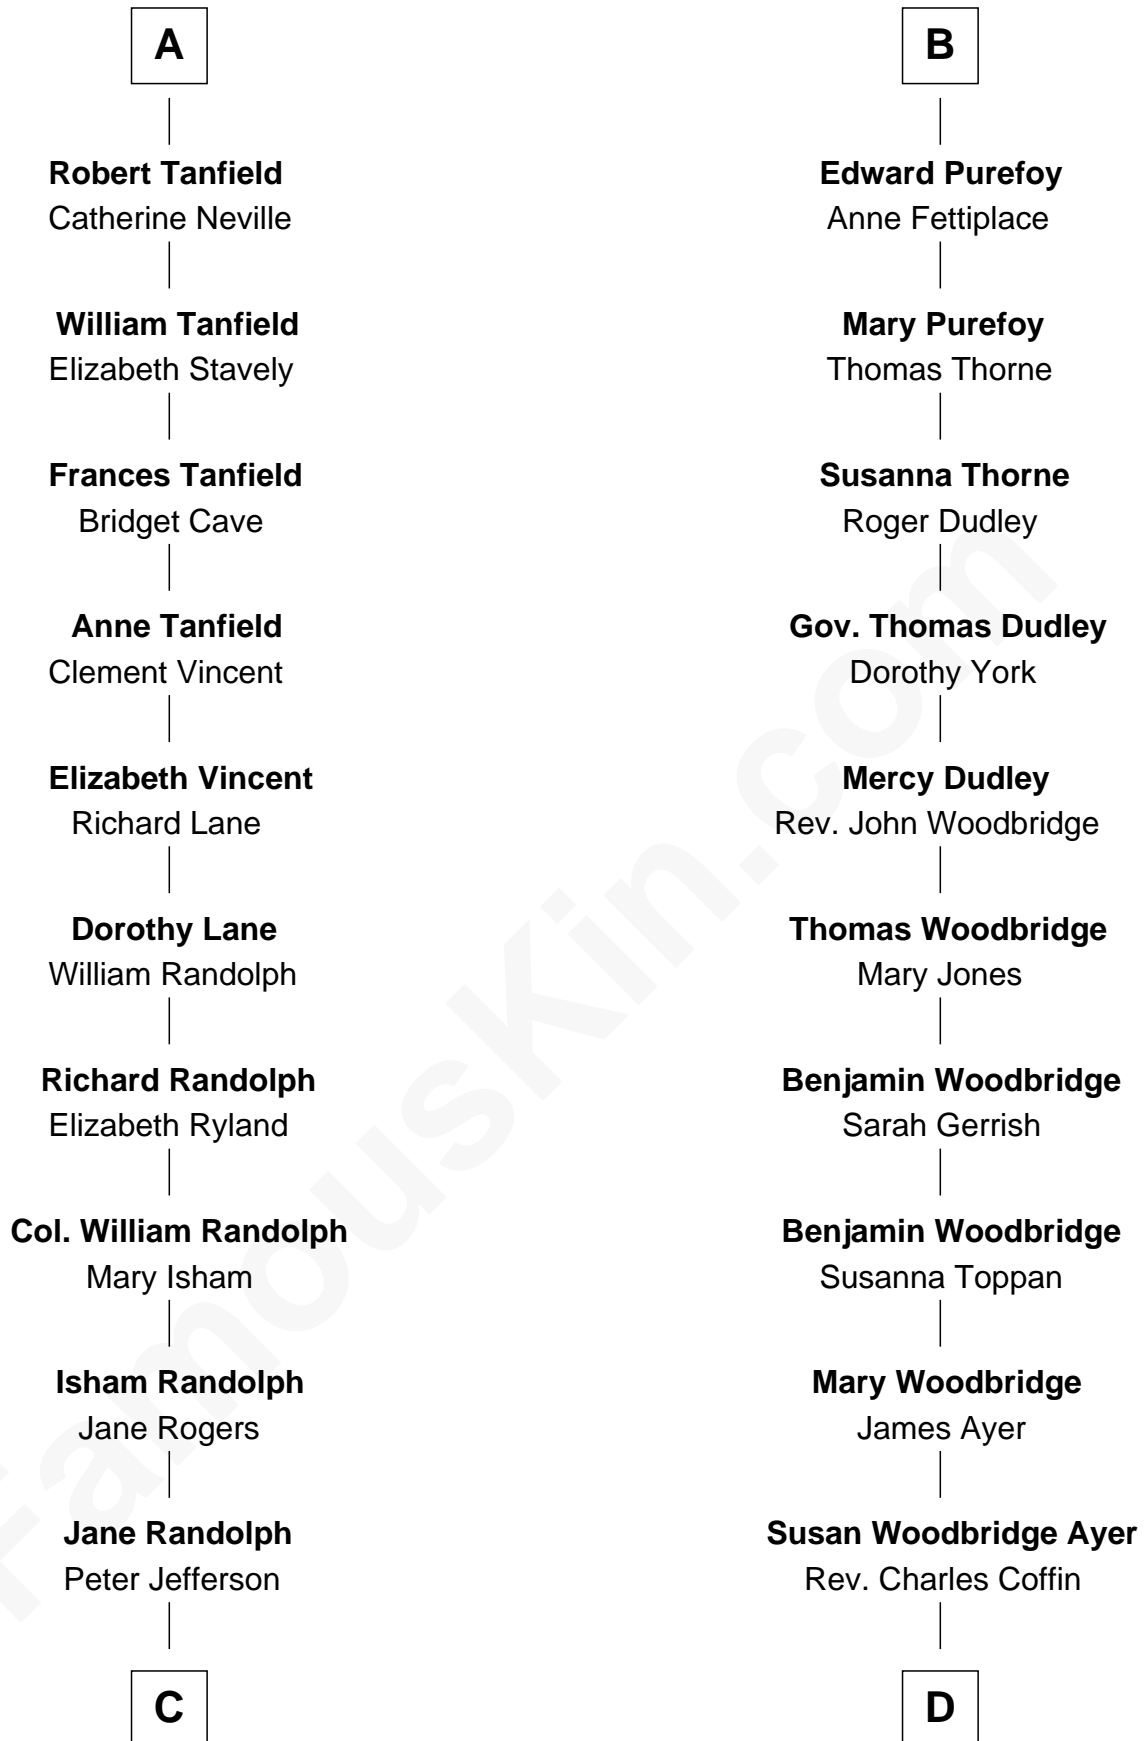 A
Robert Tanfield
Catherine Neville
William Tanfield
Elizabeth Stavely
Frances Tanfield
Bridget Cave
Anne Tanfield
Clement Vincent
Elizabeth Vincent
Richard Lane
Dorothy Lane
William Randolph
Richard Randolph
Elizabeth Ryland
Col. William Randolph
Mary Isham
Isham Randolph
Jane Rogers
Jane Randolph
Peter Jefferson
C
B
Edward Purefoy
Anne Fettiplace
Mary Purefoy
Thomas Thorne
Susanna Thorne
Roger Dudley
Gov. Thomas Dudley
Dorothy York
Mercy Dudley
Rev. John Woodbridge
Thomas Woodbridge
Mary Jones
Benjamin Woodbridge
Sarah Gerrish
Benjamin Woodbridge
Susanna Toppan
Mary Woodbridge
James Ayer
Susan Woodbridge Ayer
Rev. Charles Coffin
D
FamousKin.com